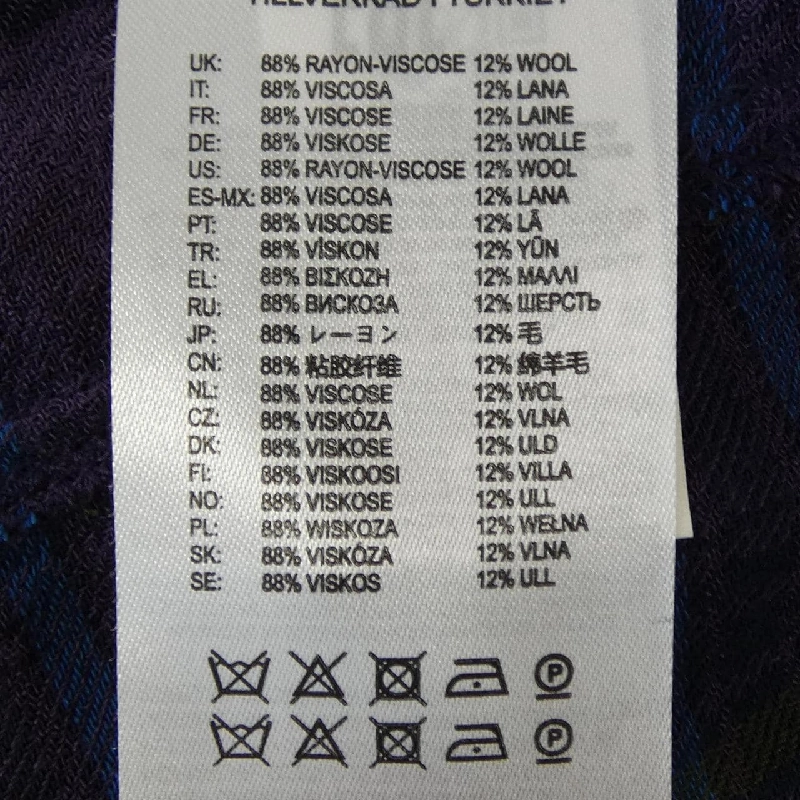 TILLVERKAD I TURKIET
UK: 88% RAYON-VISCOSE 12% WOOL
IT: 88% VISCOSA 12% LANA
FR: 88% VISCOSE 12% LAINE
DE: 88% VISKOSE 12% WOLLE
US: 88% RAYON-VISCOSE 12% WOOL
ES-MX: 88% VISCOSA 12% LANA
PT: 88% VISCOSE 12% LÃ
TR: 88% VİSKON 12% YÜN
EL: 88% ΒΙΣΚΟΖΗ 12% ΜΑΛΛΙ
RU: 88% ВИСКОЗА 12% ШЕРСТЬ
JP: 88% レーヨン 12% 毛
CN: 88% 粘胶纤维 12% 绵羊毛
NL: 88% VISCOSE 12% WOL
CZ: 88% VISKÓZA 12% VLNA
DK: 88% VISKOSE 12% ULD
FI: 88% VISKOOSI 12% VILLA
NO: 88% VISKOSE 12% ULL
PL: 88% WISKOZA 12% WEŁNA
SK: 88% VISKÓZA 12% VLNA
SE: 88% VISKOS 12% ULL
P
P